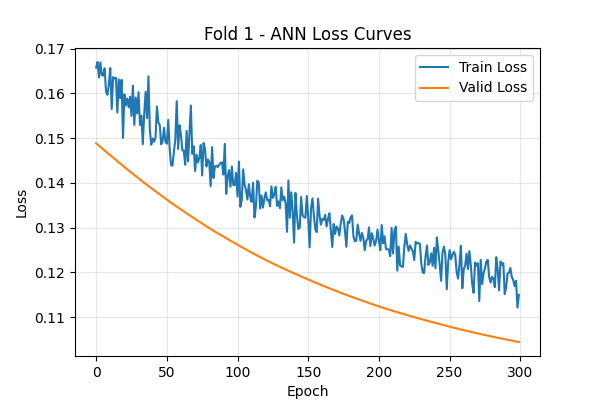 Fold 1 - ANN Loss Curves
Train Loss
Valid Loss
Loss
0.17
0.16
0.15
0.14
0.13
0.12
0.11
0 50 100 150 200 250 300
Epoch